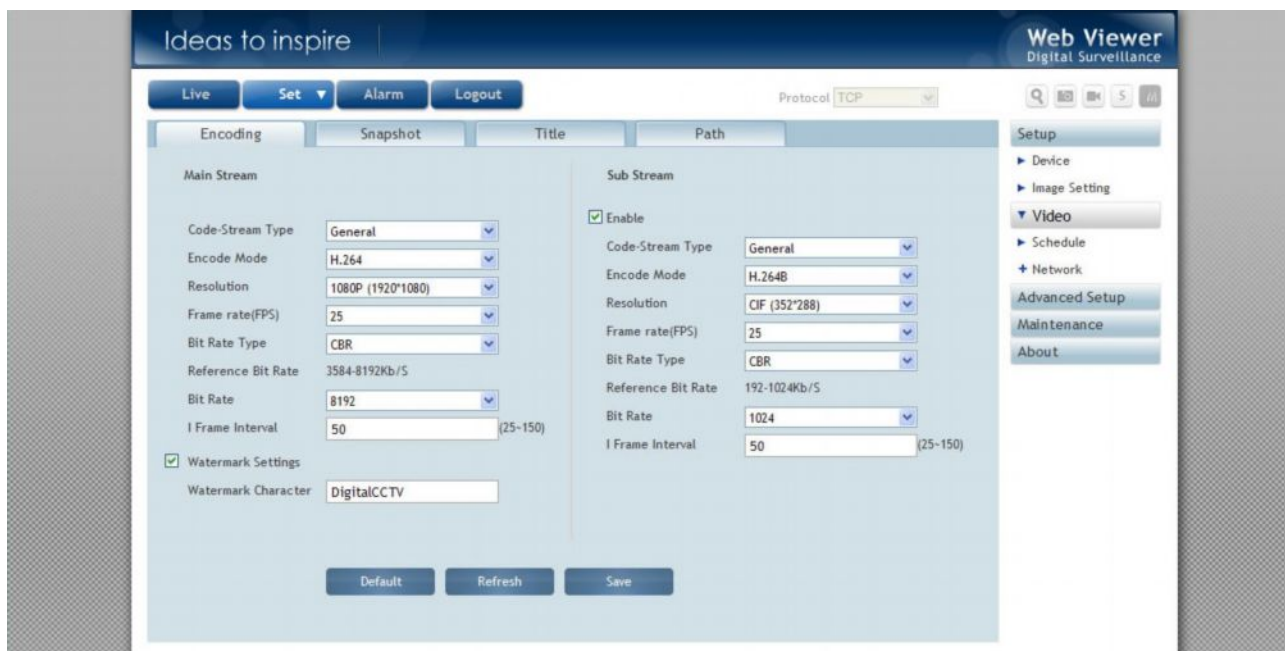 Ideas to inspire
Web Viewer
Digital Surveillance
Live Set Alarm Logout
Protocol TCP
S
Encoding Snapshot Title Path
Main Stream
Code-Stream Type General
Encode Mode H.264
Resolution 1080P (1920*1080)
Frame rate(FPS) 25
Bit Rate Type CBR
Reference Bit Rate 3584-8192Kb/S
Bit Rate 8192
I Frame Interval 50 (25~150)
Watermark Settings
Watermark Character DigitalCCTV
Sub Stream
Enable
Code-Stream Type General
Encode Mode H.264B
Resolution CIF (352*288)
Frame rate(FPS) 25
Bit Rate Type CBR
Reference Bit Rate 192-1024Kb/S
Bit Rate 1024
I Frame Interval 50 (25~150)
Default Refresh Save
Setup
Device
Image Setting
Video
Schedule
Network
Advanced Setup
Maintenance
About